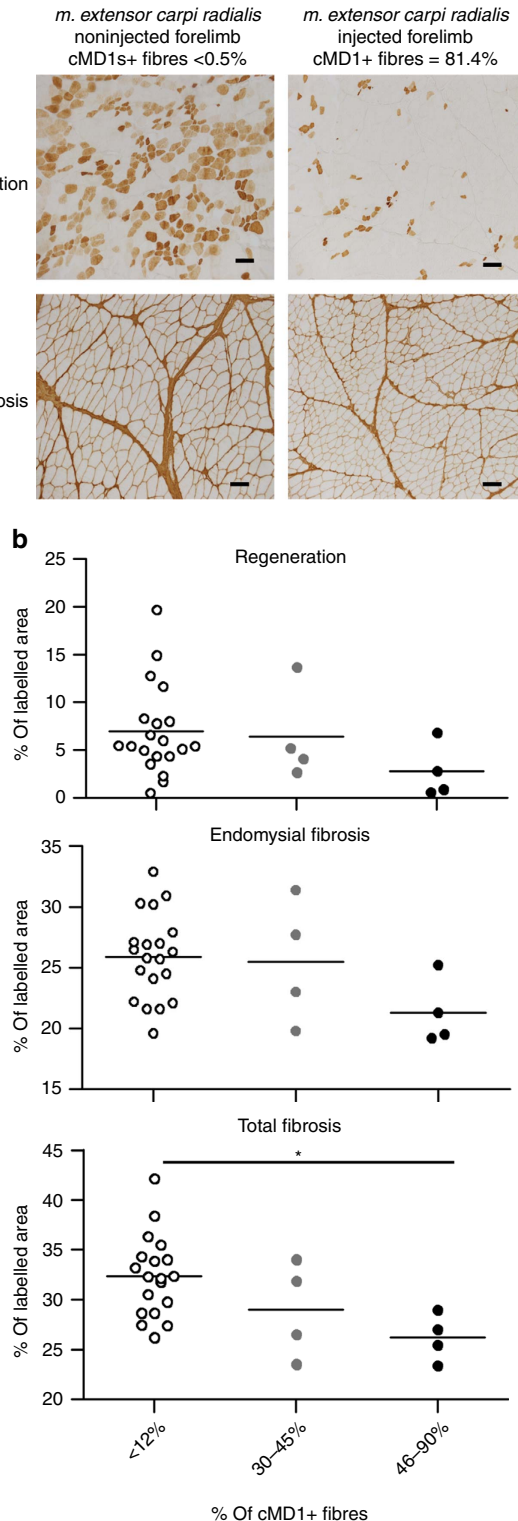 m. extensor carpi radialis
noninjected forelimb
cMD1s+ fibres <0.5%
m. extensor carpi radialis
injected forelimb
cMD1+ fibres = 81.4%
tion
osis
b
Regeneration
% Of labelled area
25
20
15
10
5
0
Endomysial fibrosis
% Of labelled area
35
30
25
20
15
Total fibrosis
*
% Of labelled area
45
40
35
30
25
20
<12%
30–45%
46–90%
% Of cMD1+ fibres